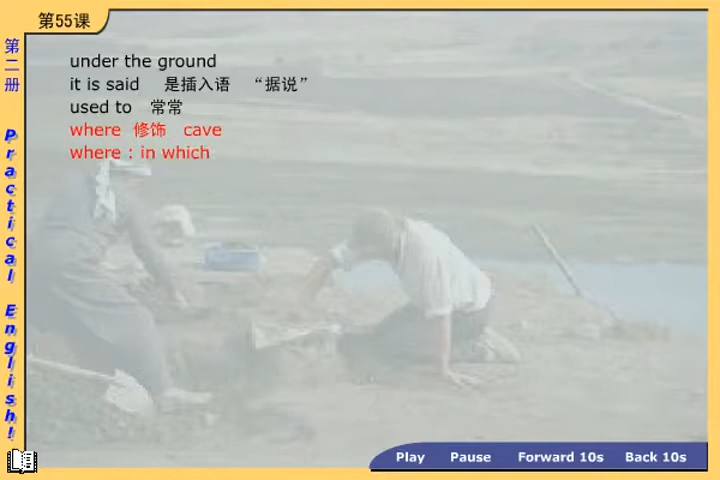 第55课
第二册
Practical English!
under the ground
it is said 是插入语 “据说”
used to 常常
where 修饰 cave
where : in which
Play Pause Forward 10s Back 10s